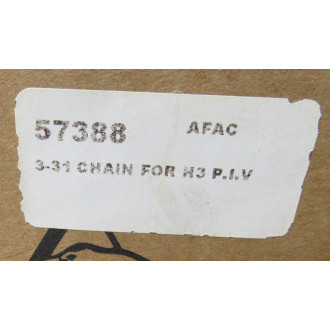 57388 AFAC
3-31 CHAIN FOR H3 P.I.V